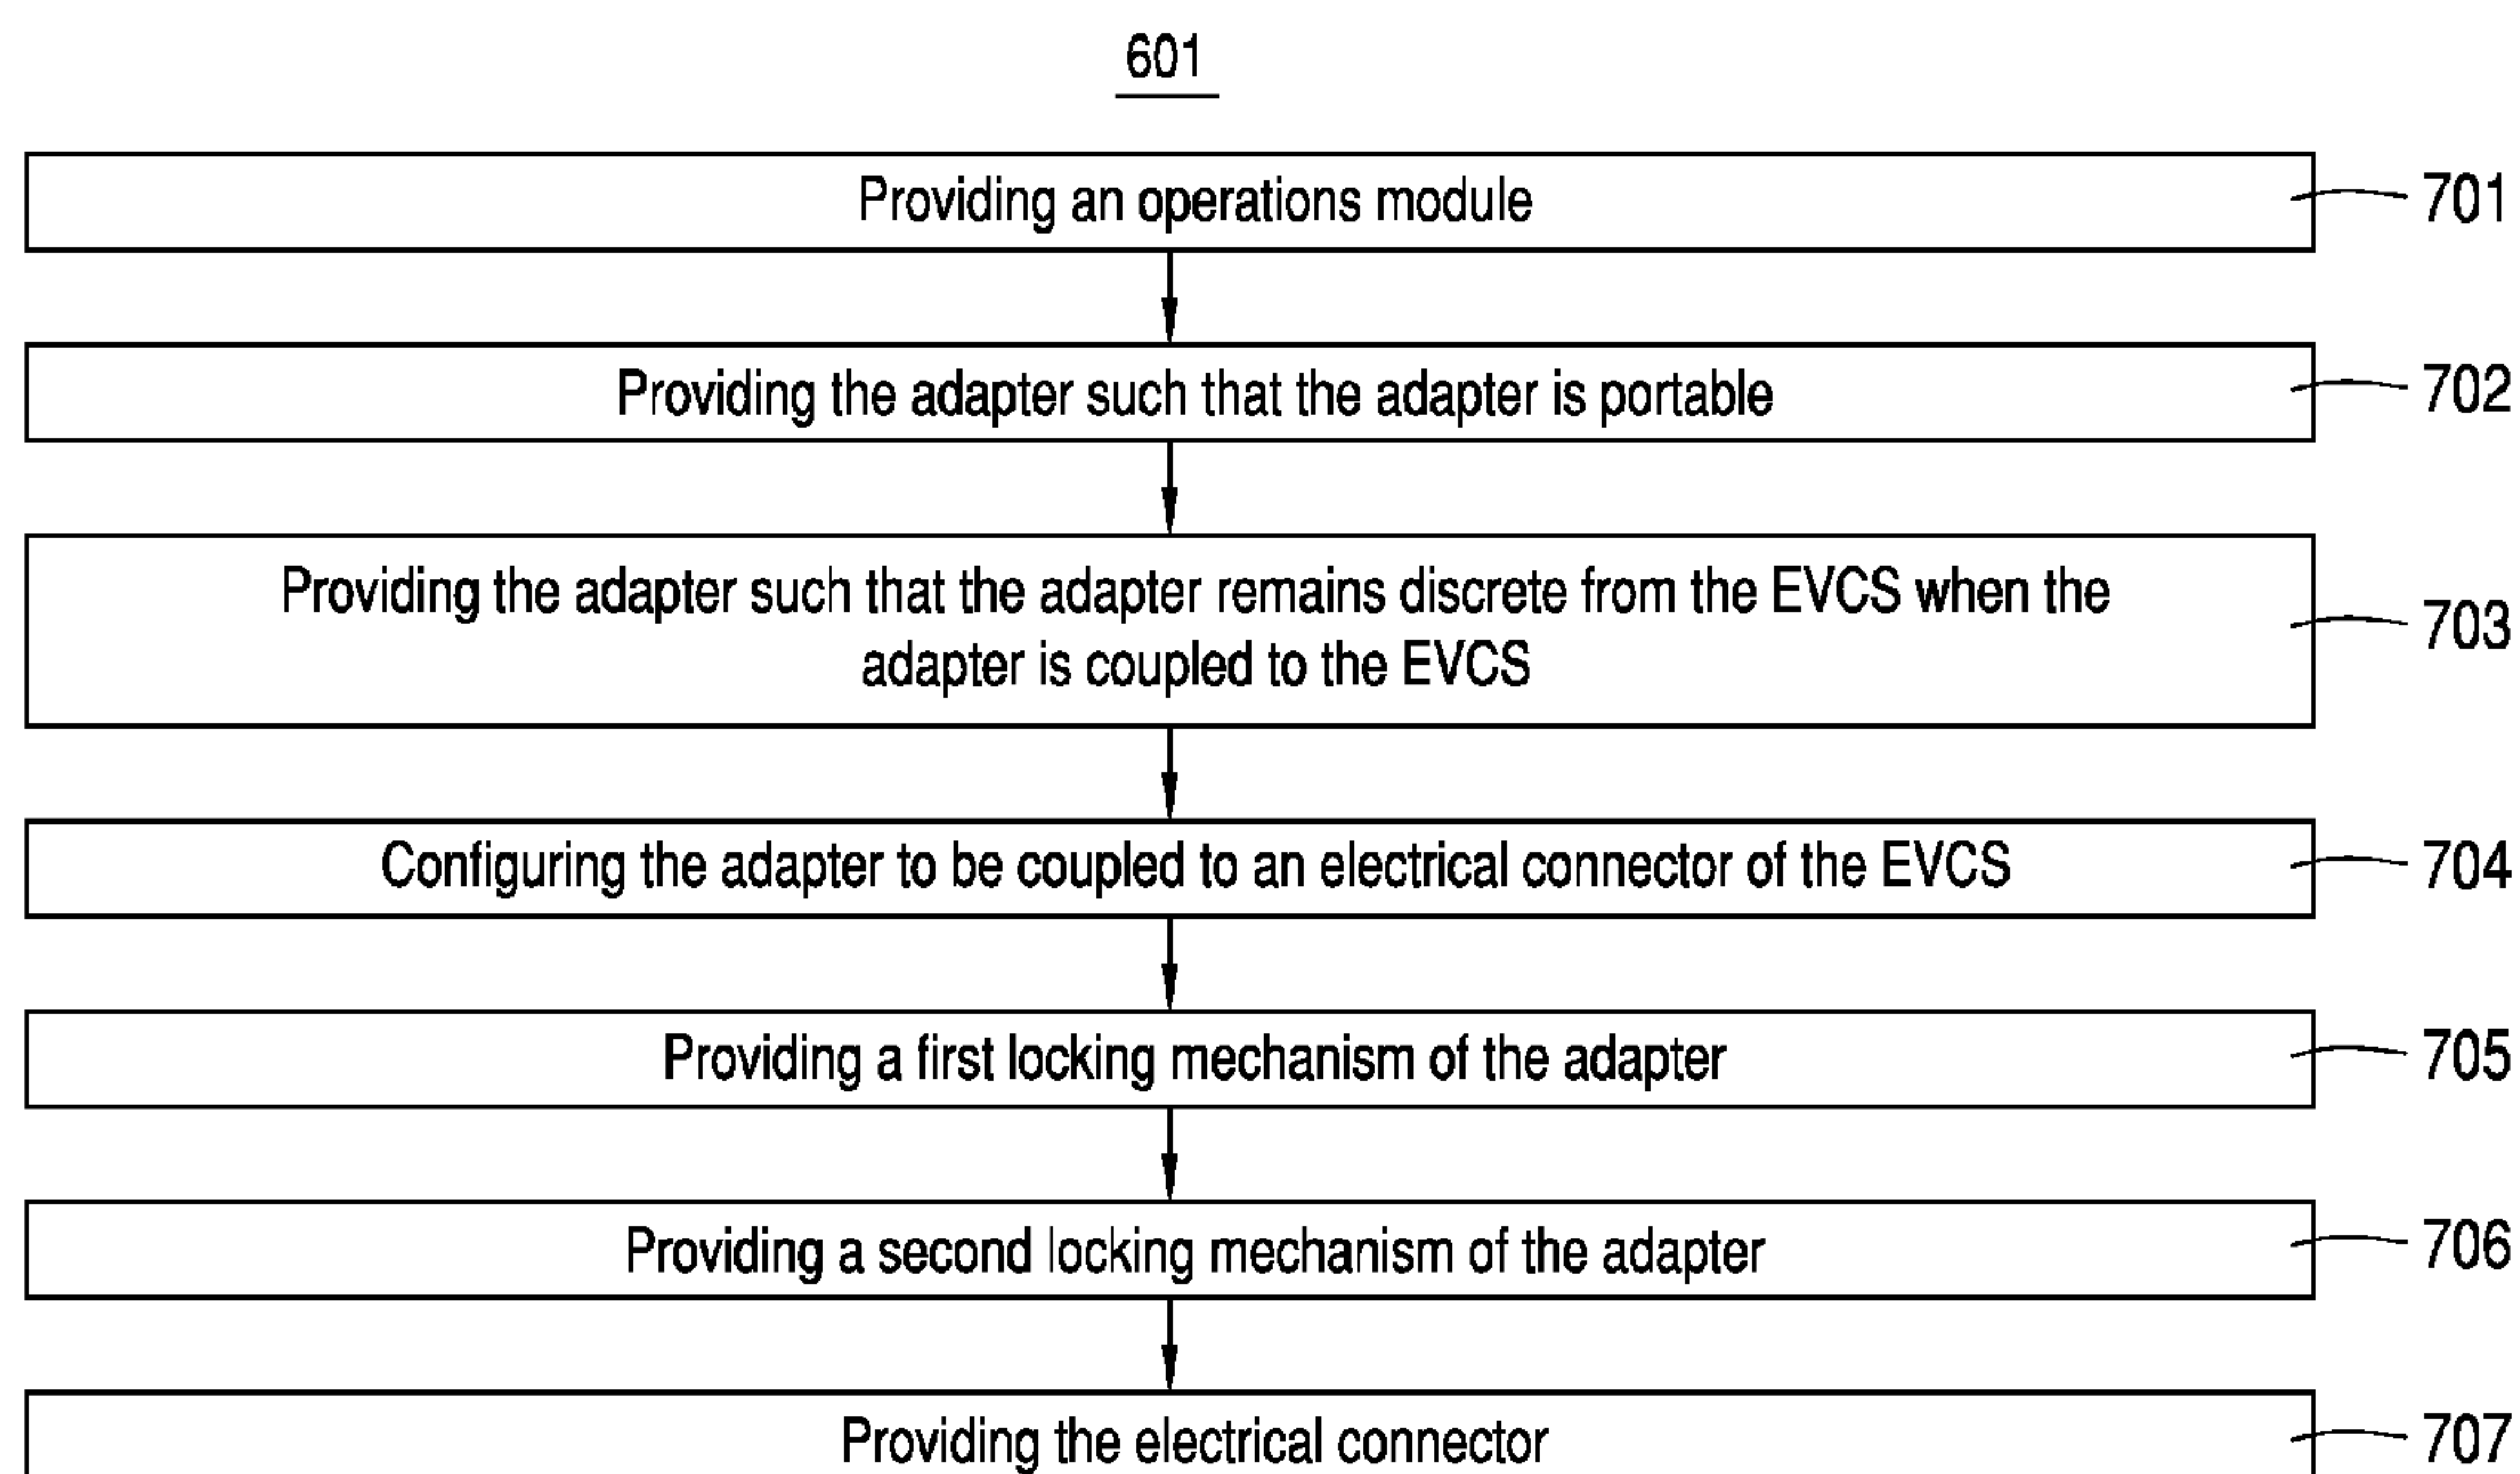 601
Providing an operations module
701
Providing the adapter such that the adapter is portable
702
Providing the adapter such that the adapter remains discrete from the EVCS when the
adapter is coupled to the EVCS
703
Configuring the adapter to be coupled to an electrical connector of the EVCS
704
Providing a first locking mechanism of the adapter
705
Providing a second locking mechanism of the adapter
706
Providing the electrical connector
707